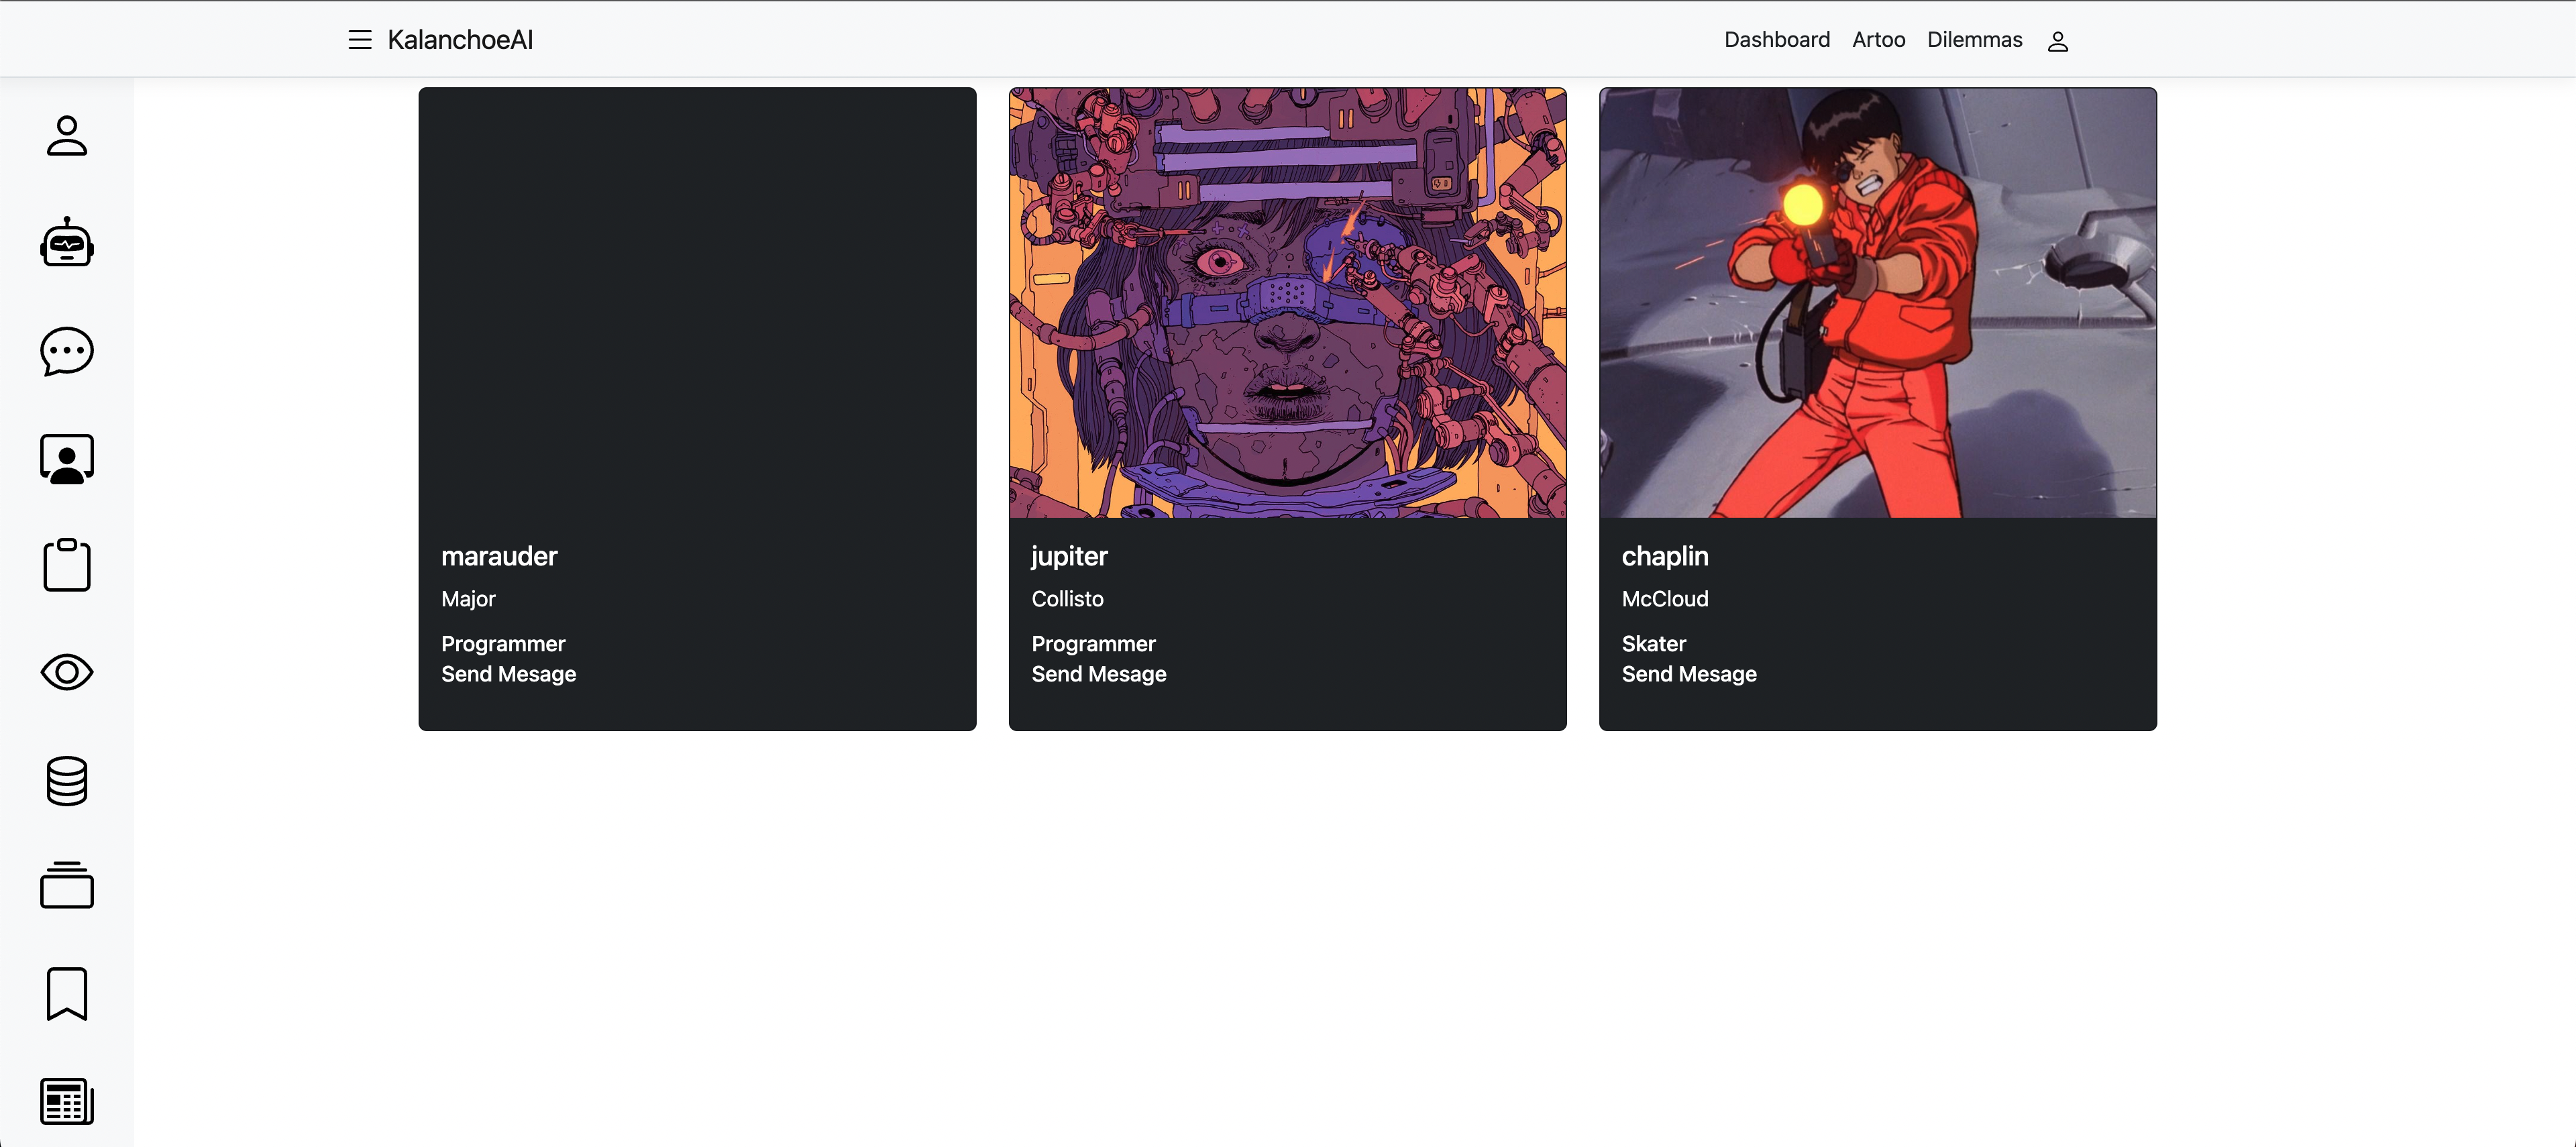 KalanchoeAI
Dashboard Artoo Dilemmas
marauder
Major
Programmer
Send Mesage
jupiter
Collisto
Programmer
Send Mesage
chaplin
McCloud
Skater
Send Mesage